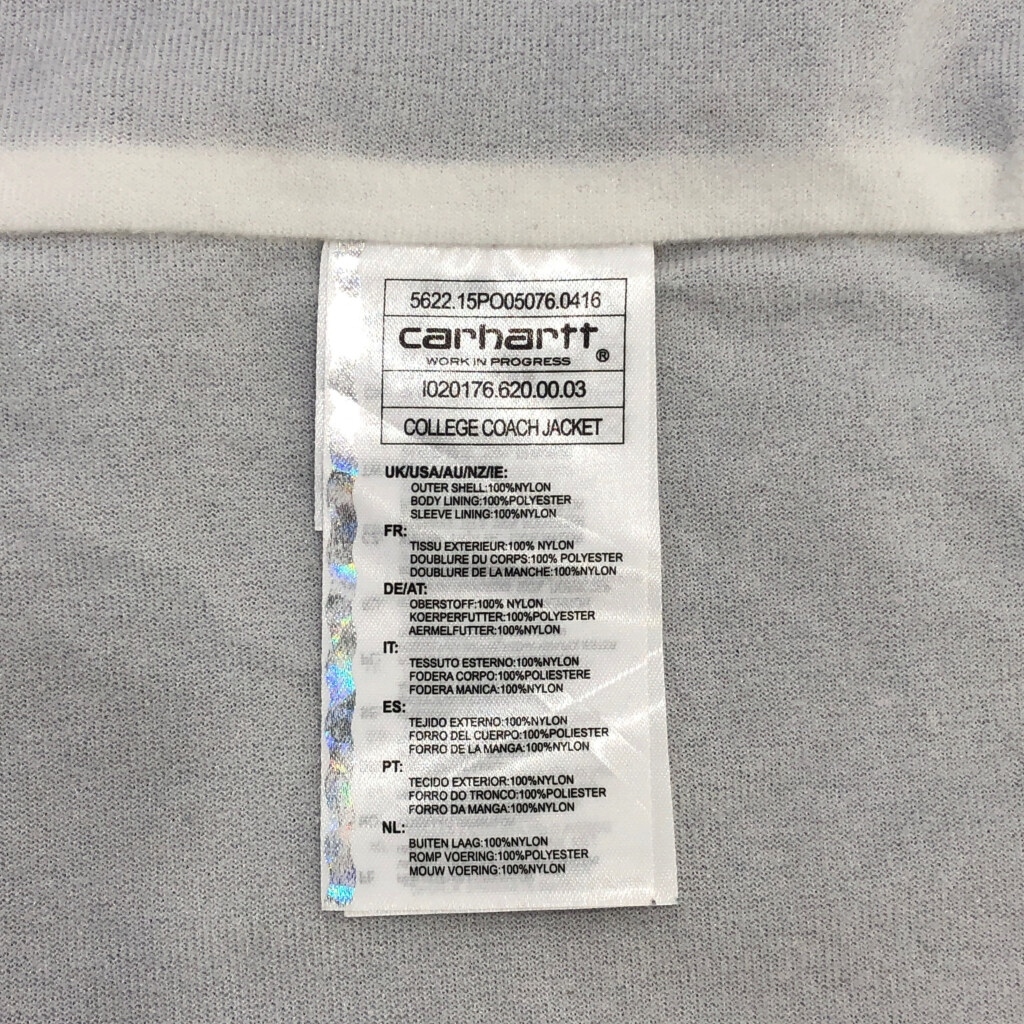 5622.15PO05076.0416
carhartt®
WORK IN PROGRESS
I020176.620.00.03
COLLEGE COACH JACKET
UK/USA/AU/NZ/IE:
OUTER SHELL:100%NYLON
BODY LINING:100%POLYESTER
SLEEVE LINING:100%NYLON
FR:
TISSU EXTERIEUR:100% NYLON
DOUBLURE DU CORPS:100% POLYESTER
DOUBLURE DE LA MANCHE:100%NYLON
DE/AT:
OBERSTOFF:100% NYLON
KOERPERFUTTER:100%POLYESTER
AERMELFUTTER:100%NYLON
IT:
TESSUTO ESTERNO:100%NYLON
FODERA CORPO:100%POLIESTERE
FODERA MANICA:100%NYLON
ES:
TEJIDO EXTERNO:100%NYLON
FORRO DEL CUERPO:100%POLIESTER
FORRO DE LA MANGA:100%NYLON
PT:
TECIDO EXTERIOR:100%NYLON
FORRO DO TRONCO:100%POLIESTER
FORRO DA MANGA:100%NYLON
NL:
BUITEN LAAG:100%NYLON
ROMP VOERING:100%POLYESTER
MOUW VOERING:100%NYLON